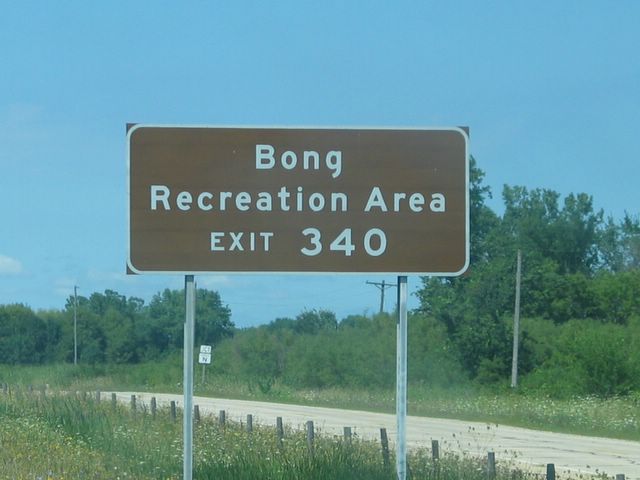 Bong
Recreation Area
EXIT 340
N